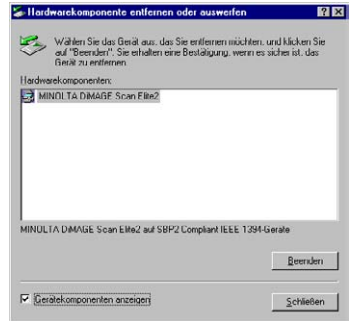 Hardwarekomponente entfernen oder auswerfen
Wählen Sie das Gerät aus, das Sie entfernen möchten, und klicken Sie
auf "Beenden". Sie erhalten eine Bestätigung, wenn es sicher ist, das
Gerät zu entfernen.
Hardwarekomponenten:
MINOLTA DiMAGE Scan Elite2
MINOLTA DiMAGE Scan Elite2 auf SBP2 Compliant IEEE 1394-Geräte
Beenden
Gerätekomponenten anzeigen
Schließen